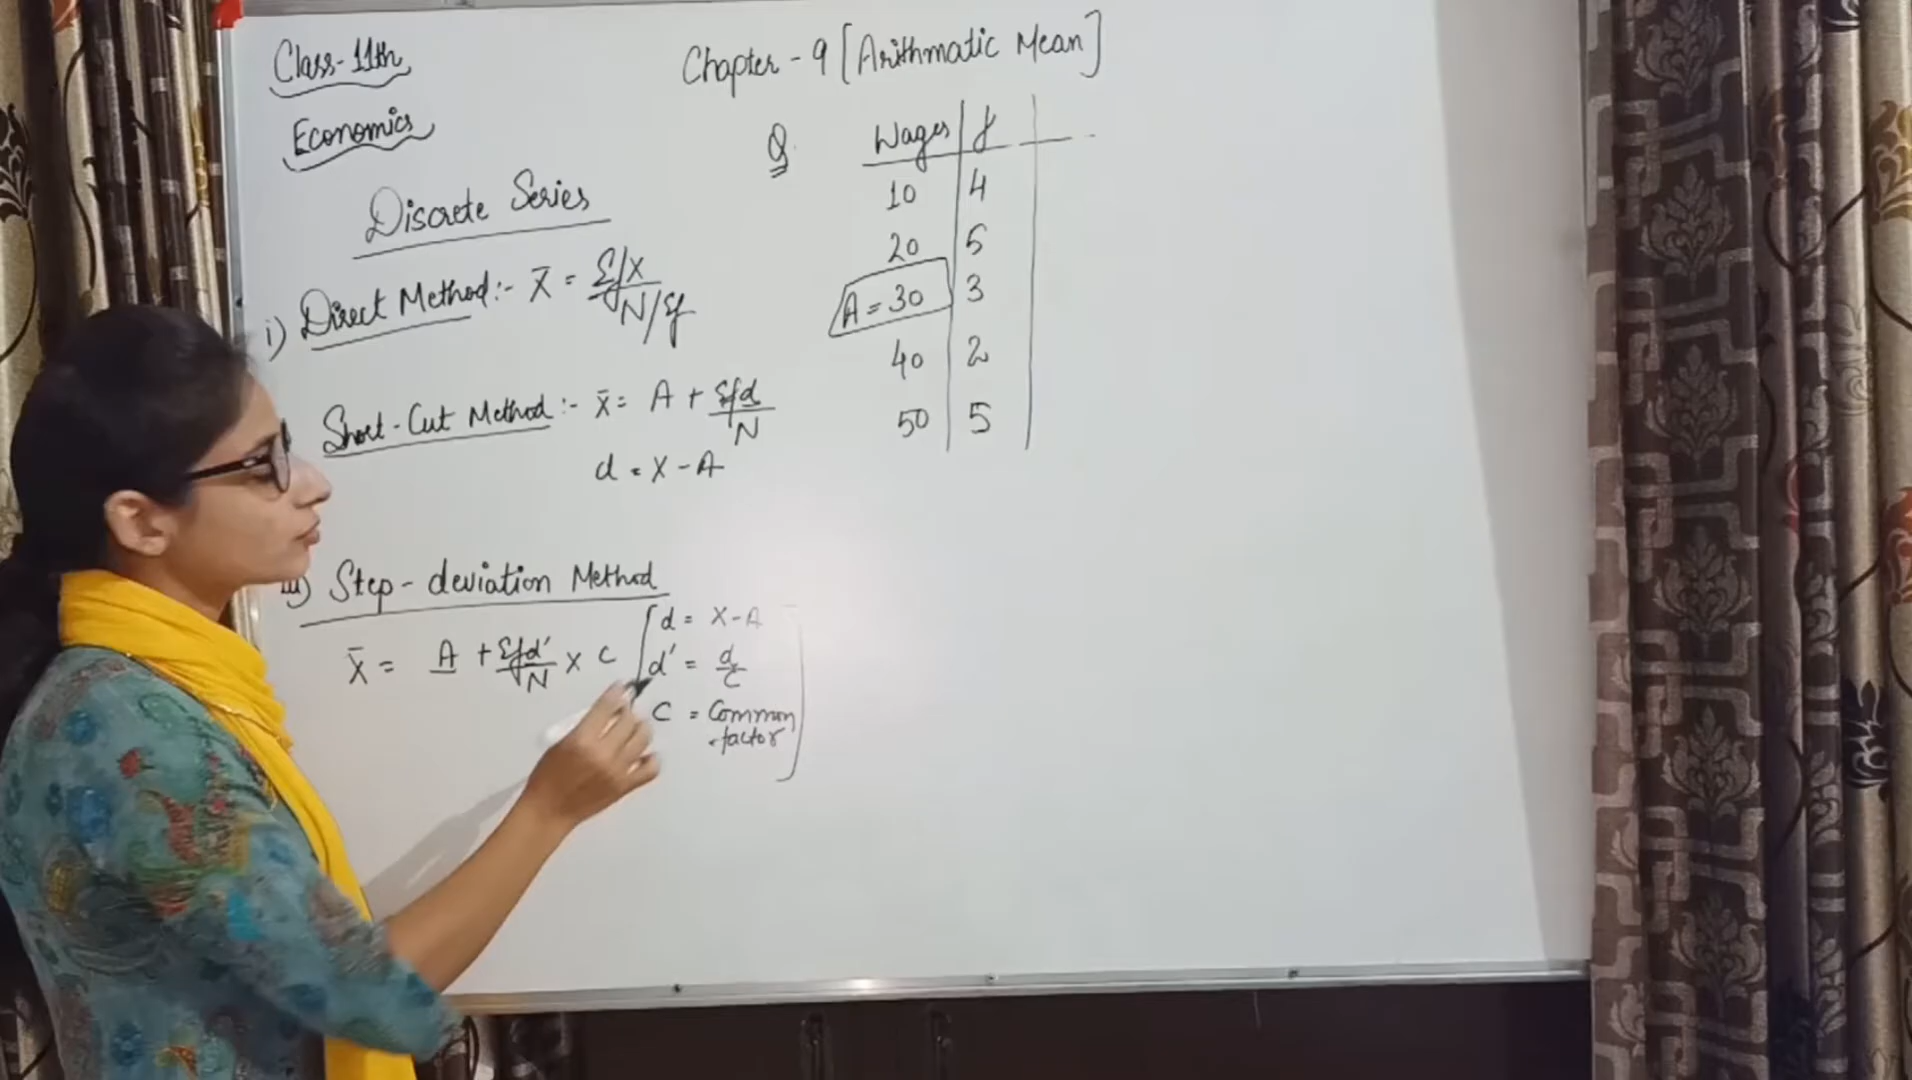 Class-11th
Economics
Chapter - 9 [Arithmatic Mean]
Discrete Series
i) Direct Method:- X̄ = Σfx / N/Σf
Short-Cut Method:- x̄ = A + Σfd / N
d = x - A
iii) Step-deviation Method
X̄ = A + Σfd' / N x c
d = x - A
d' = d / c
c = Common factor
Q.
Wages f
10 4
20 5
A = 30 3
40 2
50 5